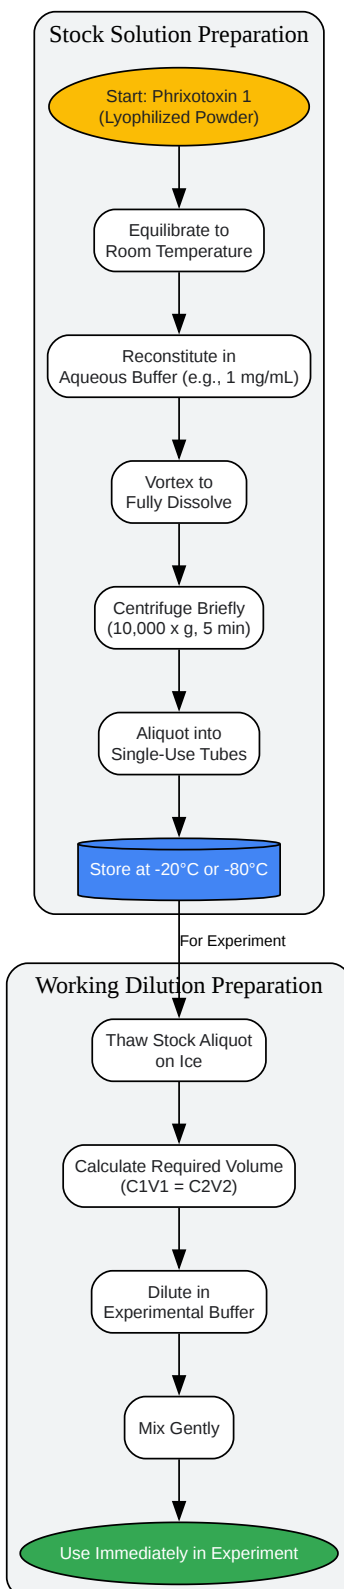 Stock Solution Preparation
Start: Phrixotoxin 1
(Lyophilized Powder)
Equilibrate to
Room Temperature
Reconstitute in
Aqueous Buffer (e.g., 1 mg/mL)
Vortex to
Fully Dissolve
Centrifuge Briefly
(10,000 x g, 5 min)
Aliquot into
Single-Use Tubes
Store at -20°C or -80°C
For Experiment
Working Dilution Preparation
Thaw Stock Aliquot
on Ice
Calculate Required Volume
(C1V1 = C2V2)
Dilute in
Experimental Buffer
Mix Gently
Use Immediately in Experiment